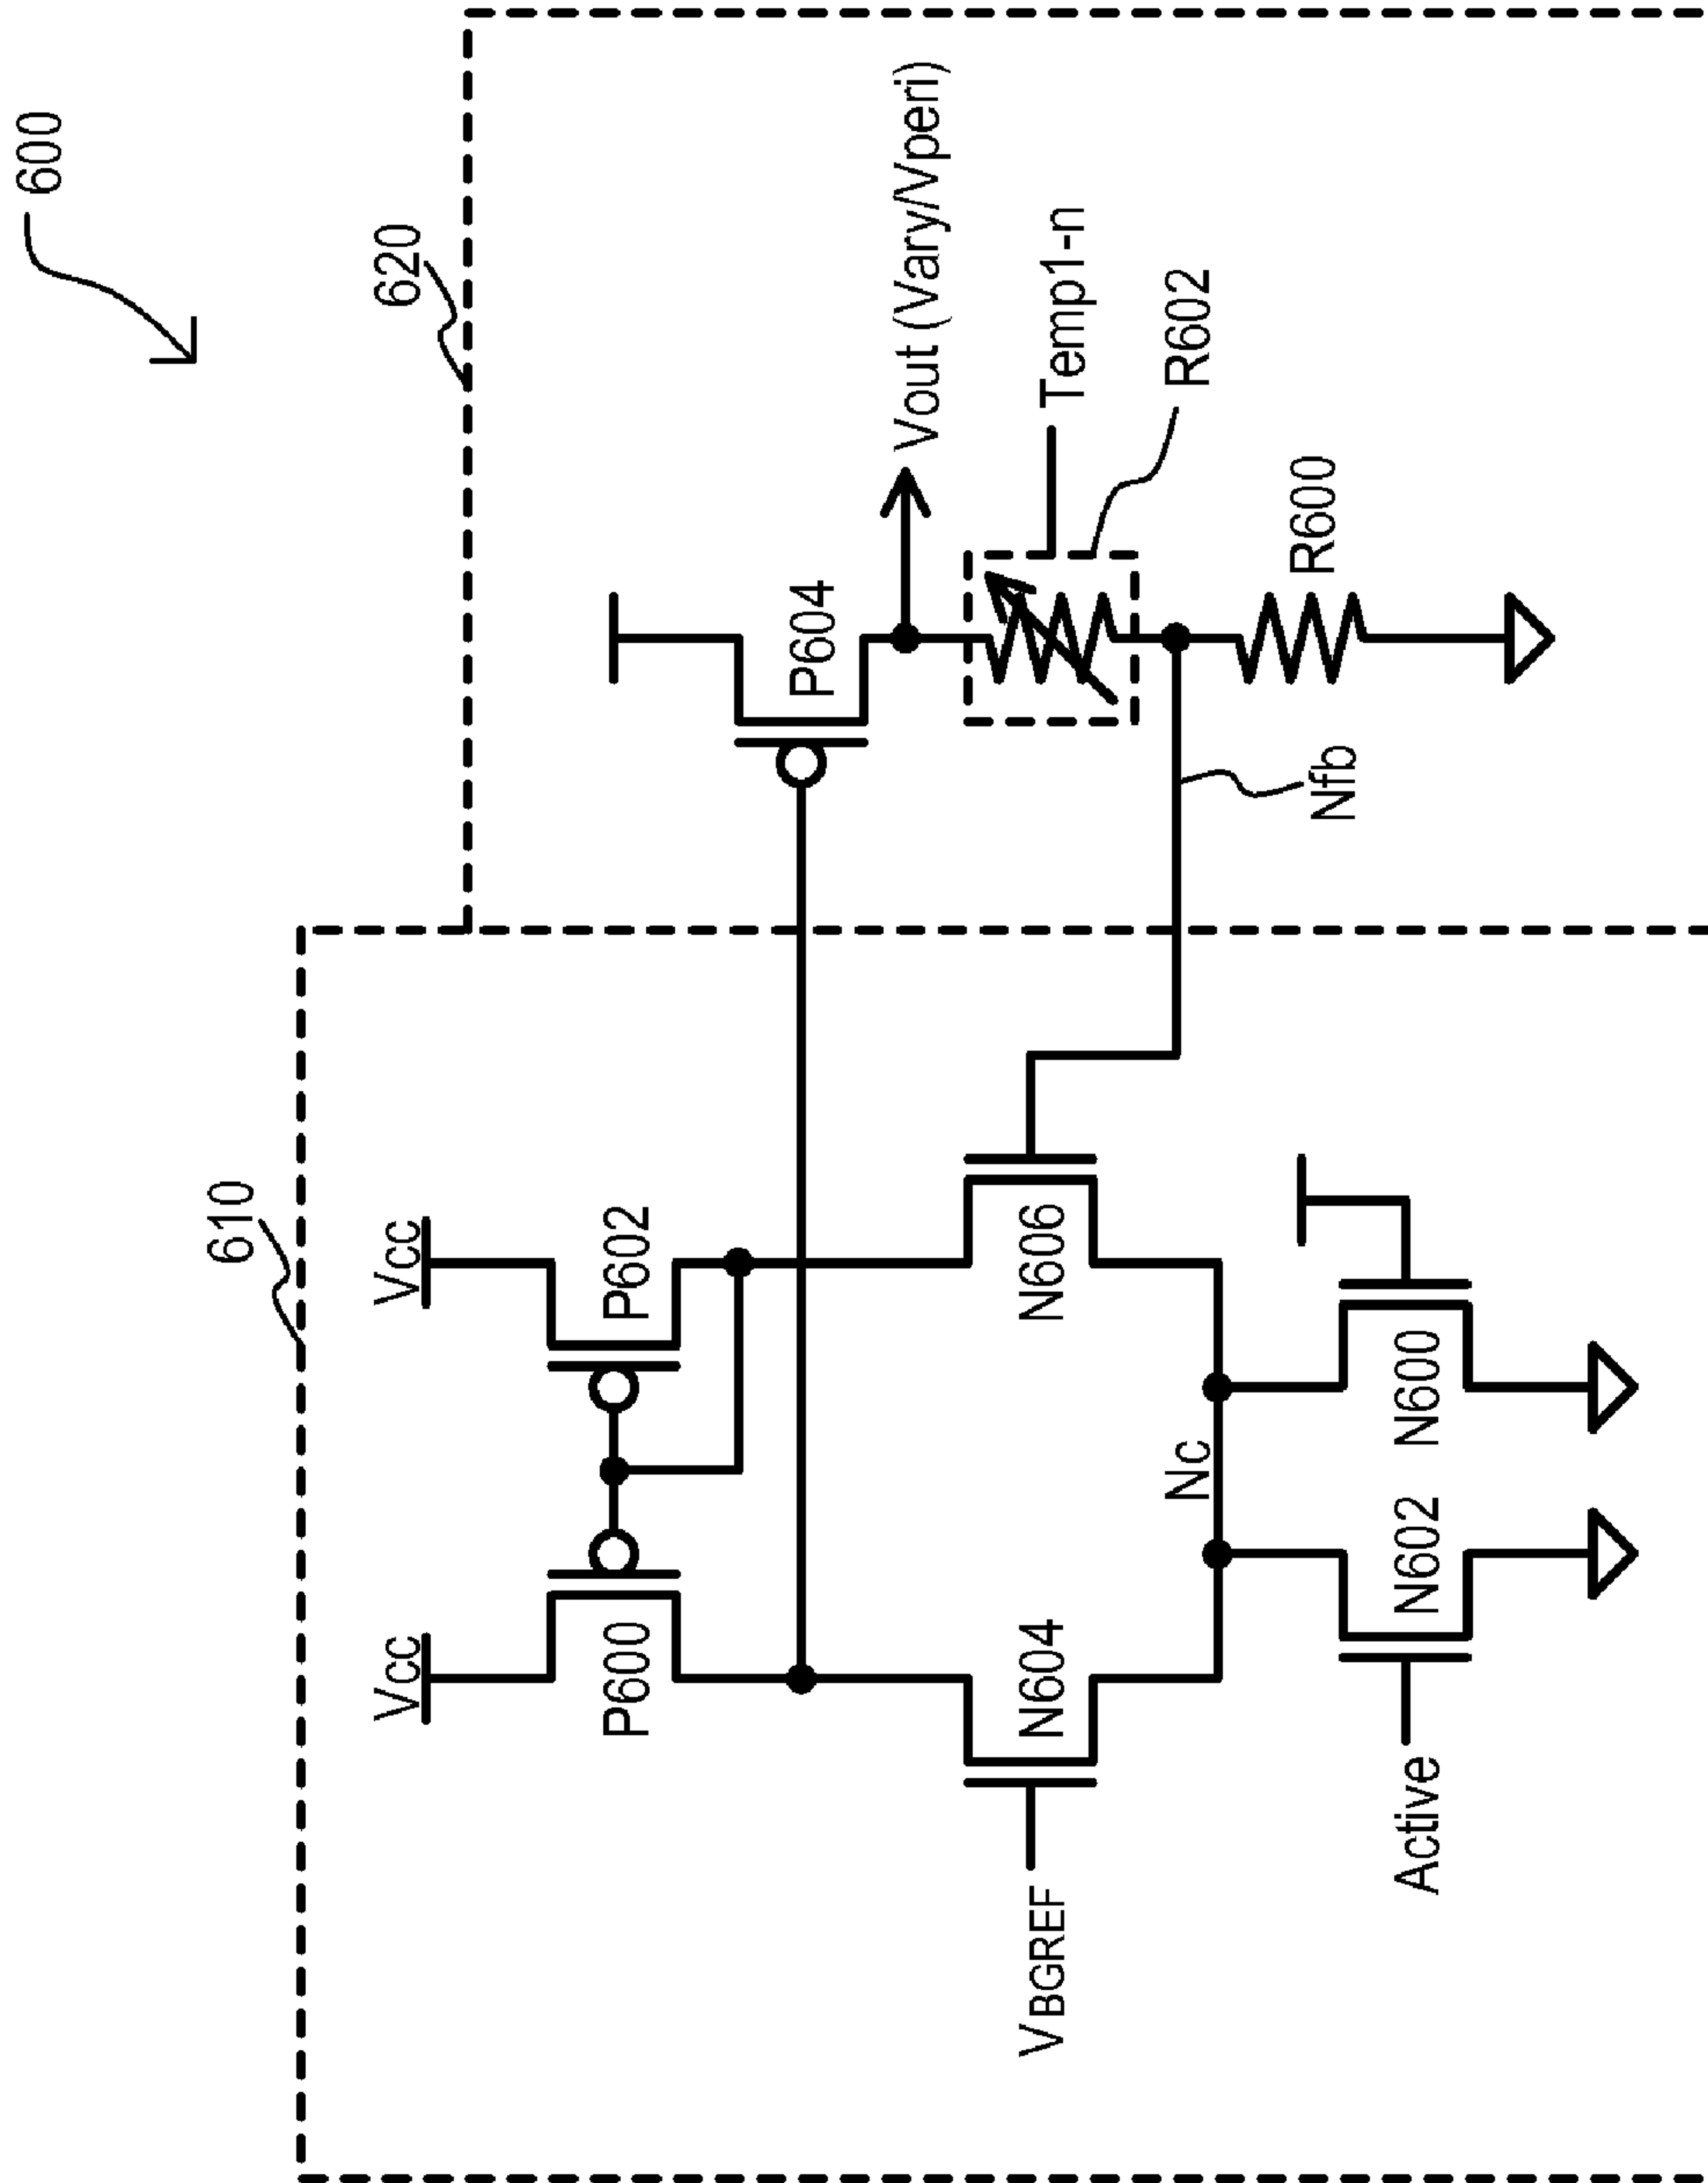 600
620
610
Vcc
Vcc
P600
P602
P604
Vout (Vary/Vperi)
Temp1-n
R602
VBGREF
N604
N606
Nc
Nfb
R600
Active
N602
N600